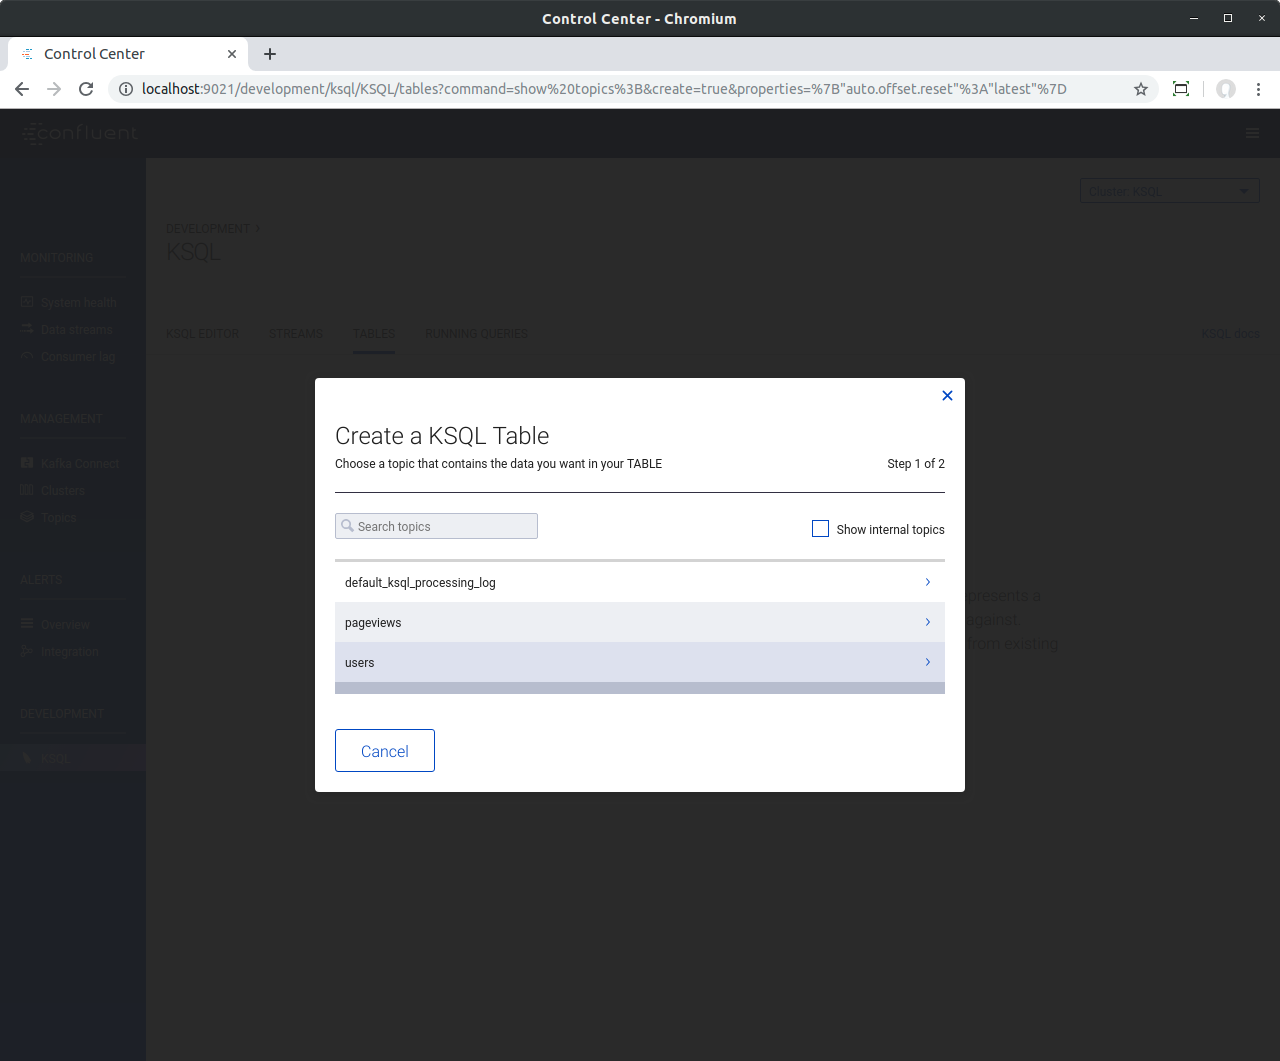 Control Center - Chromium
Control Center
localhost:9021/development/ksql/KSQL/tables?command=show%20topics%3B&create=true&properties=%7B"auto.offset.reset"%3A"latest"%7D
confluent
Cluster: KSQL
DEVELOPMENT
KSQL
MONITORING
System health
Data streams
Consumer lag
MANAGEMENT
Kafka Connect
Clusters
Topics
ALERTS
Overview
Integration
DEVELOPMENT
KSQL
KSQL EDITOR STREAMS TABLES RUNNING QUERIES KSQL docs
presents a
against
from existing
Create a KSQL Table
Choose a topic that contains the data you want in your TABLE Step 1 of 2
Search topics Show internal topics
default_ksql_processing_log
pageviews
users
Cancel